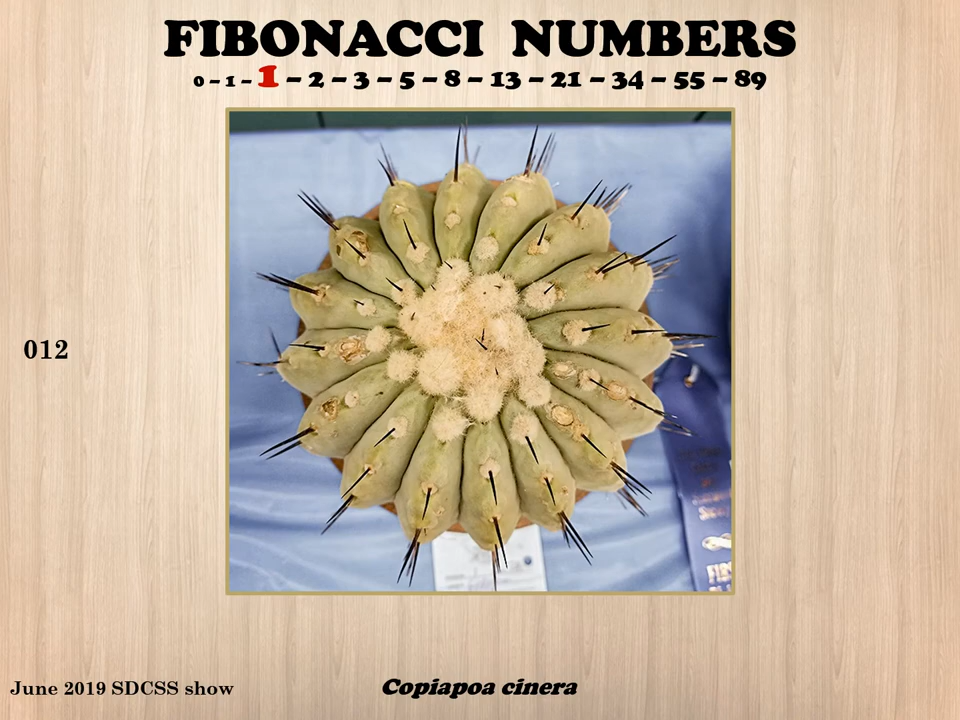 FIBONACCI NUMBERS
0 – 1 – 1 – 2 – 3 – 5 – 8 – 13 – 21 – 34 – 55 – 89
012
June 2019 SDCSS show
Copiapoa cinera